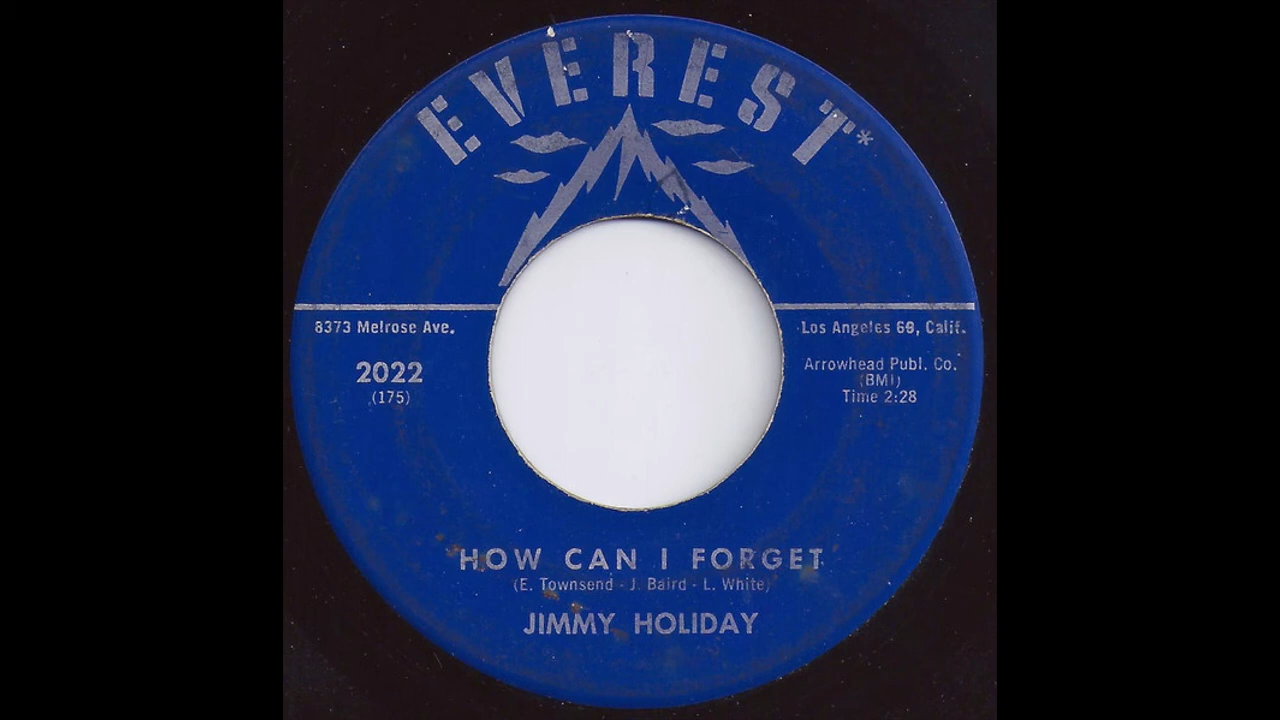 EVEREST*
8373 Melrose Ave.
Los Angeles 69, Calif.
2022
(175)
Arrowhead Publ. Co.
(BMI)
Time 2:28
HOW CAN I FORGET
(E. Townsend - J. Baird - L. White)
JIMMY HOLIDAY